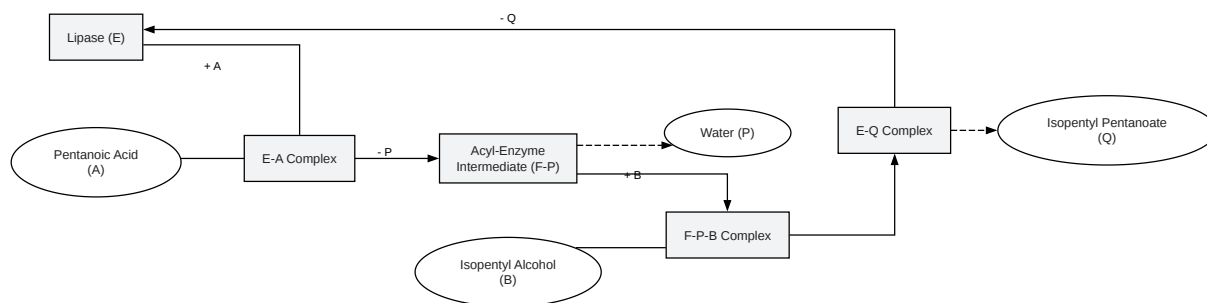 - Q
Lipase (E)
+ A
Pentanoic Acid
(A)
E-A Complex
- P
Acyl-Enzyme
Intermediate (F-P)
Water (P)
+ B
E-Q Complex
Isopentyl Pentanoate
(Q)
F-P-B Complex
Isopentyl Alcohol
(B)